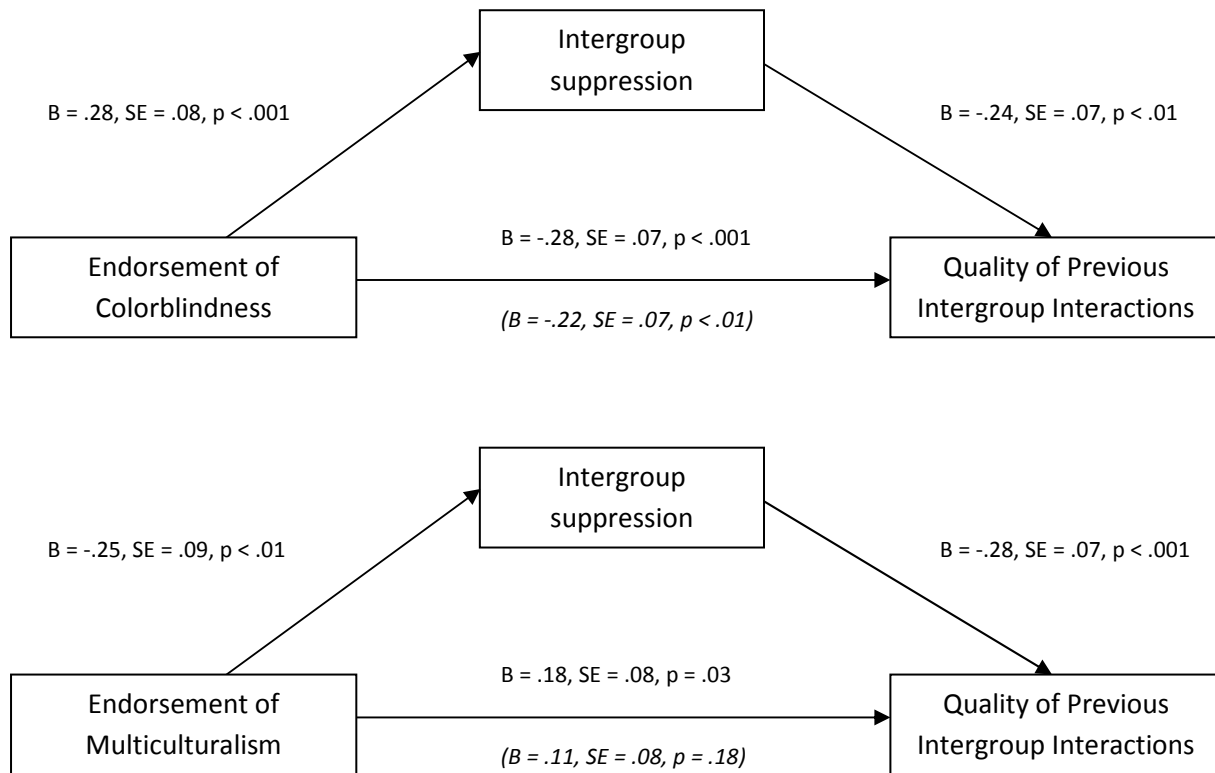 Intergroup
suppression
B = .28, SE = .08, p < .001
B = -.24, SE = .07, p < .01
B = -.28, SE = .07, p < .001
Endorsement of
Colorblindness
Quality of Previous
Intergroup Interactions
(B = -.22, SE = .07, p < .01)
Intergroup
suppression
B = -.25, SE = .09, p < .01
B = -.28, SE = .07, p < .001
B = .18, SE = .08, p = .03
Endorsement of
Multiculturalism
Quality of Previous
Intergroup Interactions
(B = .11, SE = .08, p = .18)